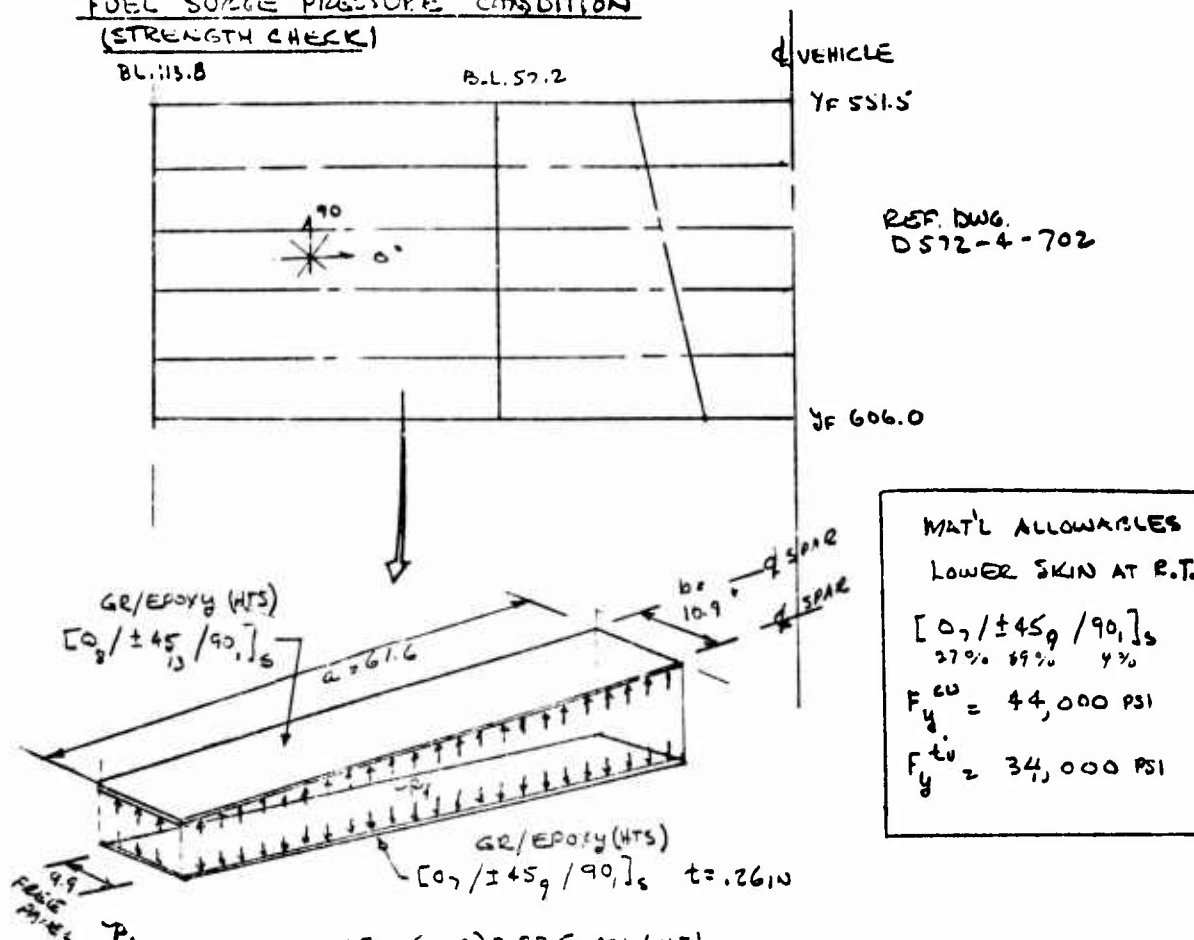 FUEL SURGE PRESSURE CONDITION
(STRENGTH CHECK)
BL.113.8
B.L. 57.2
℄ VEHICLE
YF 551.5
90
0°
REF. DWG.
D572-4-702
YF 606.0
MAT'L ALLOWABLES
LOWER SKIN AT R.T.
[0₇/±45₉/90₁]s
27% 69% 4%
Fy^cu = 44,000 PSI
Fy^tu = 34,000 PSI
GR/EPOXY (HTS)
[0₈/±45₁₃/90₁]s
a = 61.6
b= 10.9"
℄ SPAR
℄ SPAR
GR/EPOXY (HTS)
[0₇/±45₉/90₁]s t=.26 IN
9.9
P